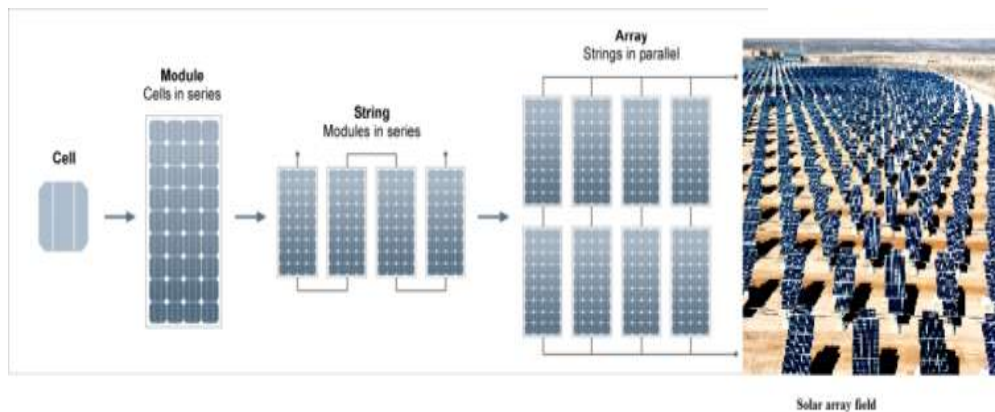 Cell
Module
Cells in series
String
Modules in series
Array
Strings in parallel
Solar array field